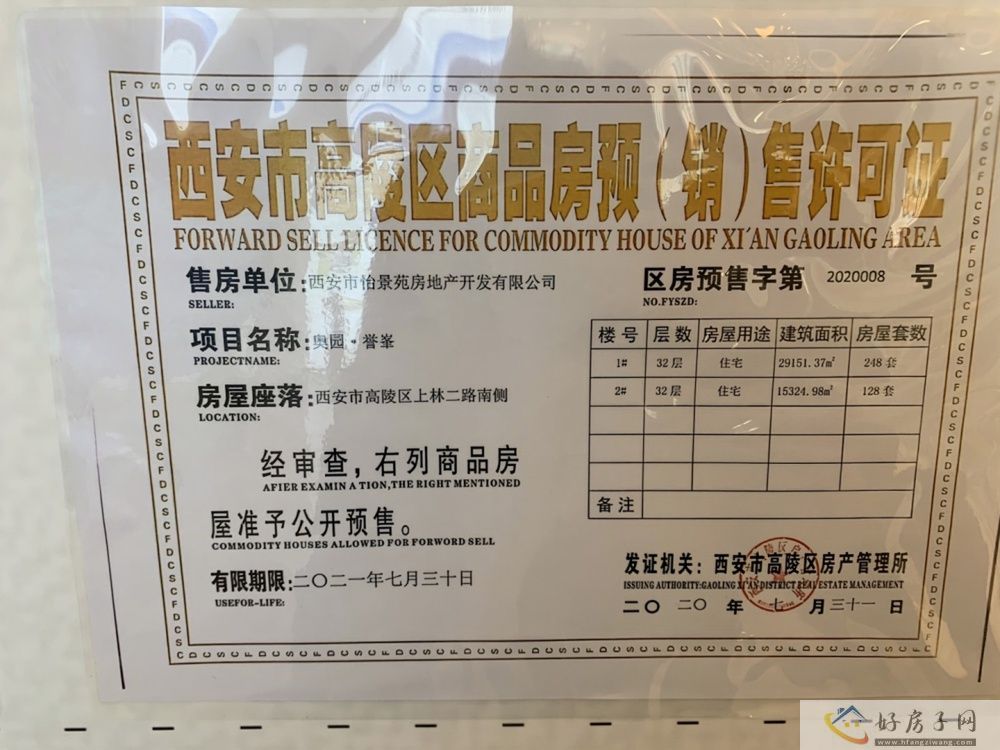 西安市高陵区商品房预（销）售许可证
FORWARD SELL LICENCE FOR COMMODITY HOUSE OF XI'AN GAOLING AREA
售房单位:西安市怡景苑房地产开发有限公司
SELLER:
区房预售字第 2020008 号
NO.FYSZD:
项目名称:奥园·誉峯
PROJECTNAME:
房屋座落:西安市高陵区上林二路南侧
LOCATION:
经审查，右列商品房
AFIER EXAMIN A TION,THE RIGHT MENTIONED
屋准予公开预售。
COMMODITY HOUSES ALLOWED FOR FORWORD SELL
有限期限:二〇二一年七月三十日
USEFOR-LIFE:
楼号 层数 房屋用途 建筑面积 房屋套数
1# 32层 住宅 29151.37㎡ 248套
2# 32层 住宅 15324.98㎡ 128套
备注
发证机关：西安市高陵区房产管理所
ISSUING AUTHORITY:GAOLING XI'AN DISTRICT REAL ESTATE MANAGEMENT
二〇二〇年七月三十一日
好房子网
www.hfangziwang.com